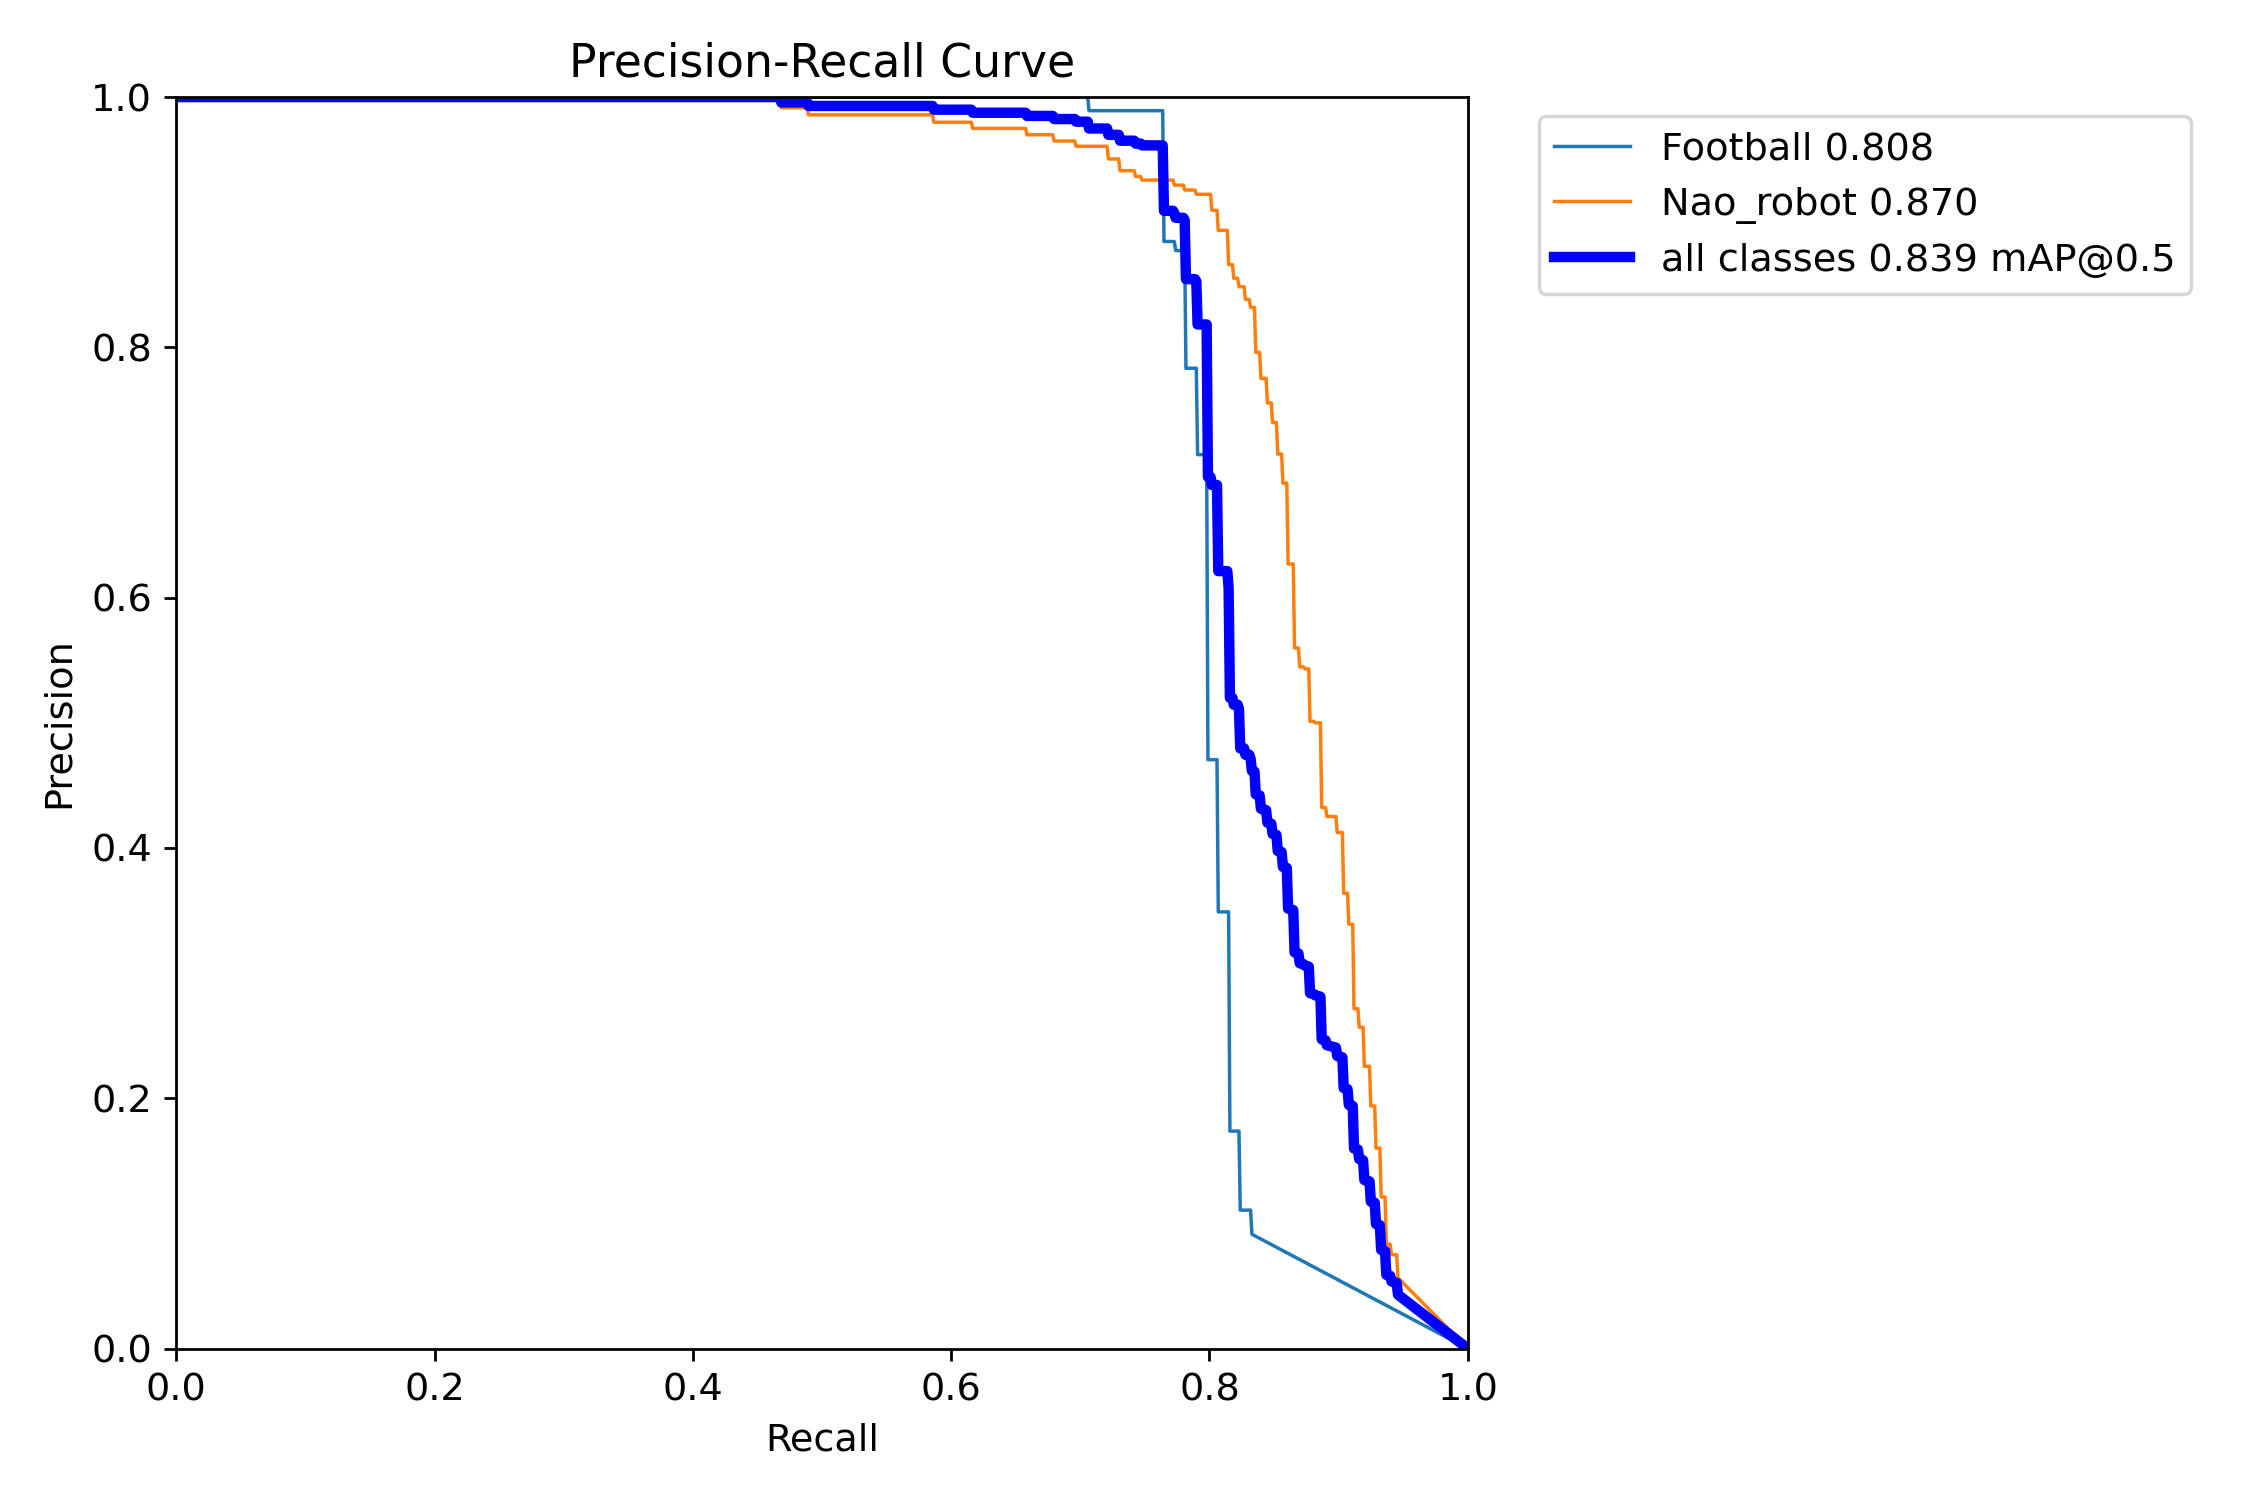 Precision-Recall Curve
1.0
0.8
0.6
0.4
0.2
0.0
Precision
0.0 0.2 0.4 0.6 0.8 1.0
Recall
Football 0.808
Nao_robot 0.870
all classes 0.839 mAP@0.5